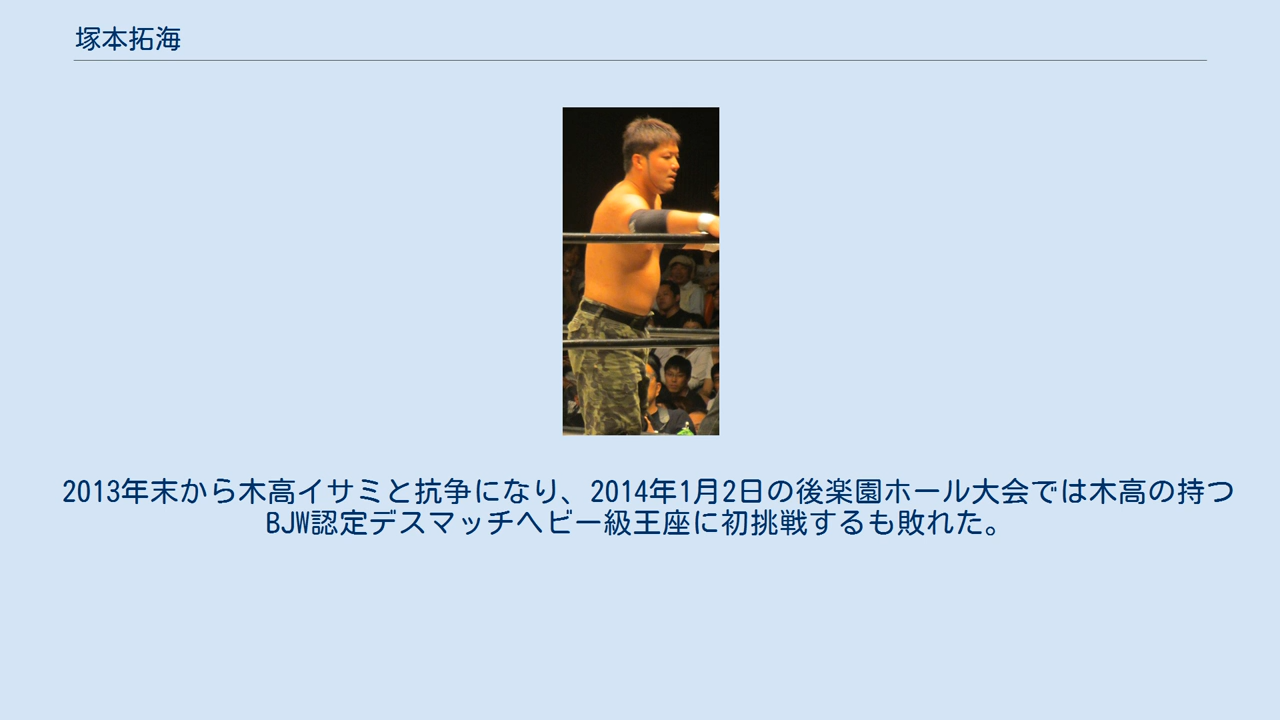 塚本拓海
2013年末から木高イサミと抗争になり、2014年1月2日の後楽園ホール大会では木高の持つ
BJW認定デスマッチヘビー級王座に初挑戦するも敗れた。